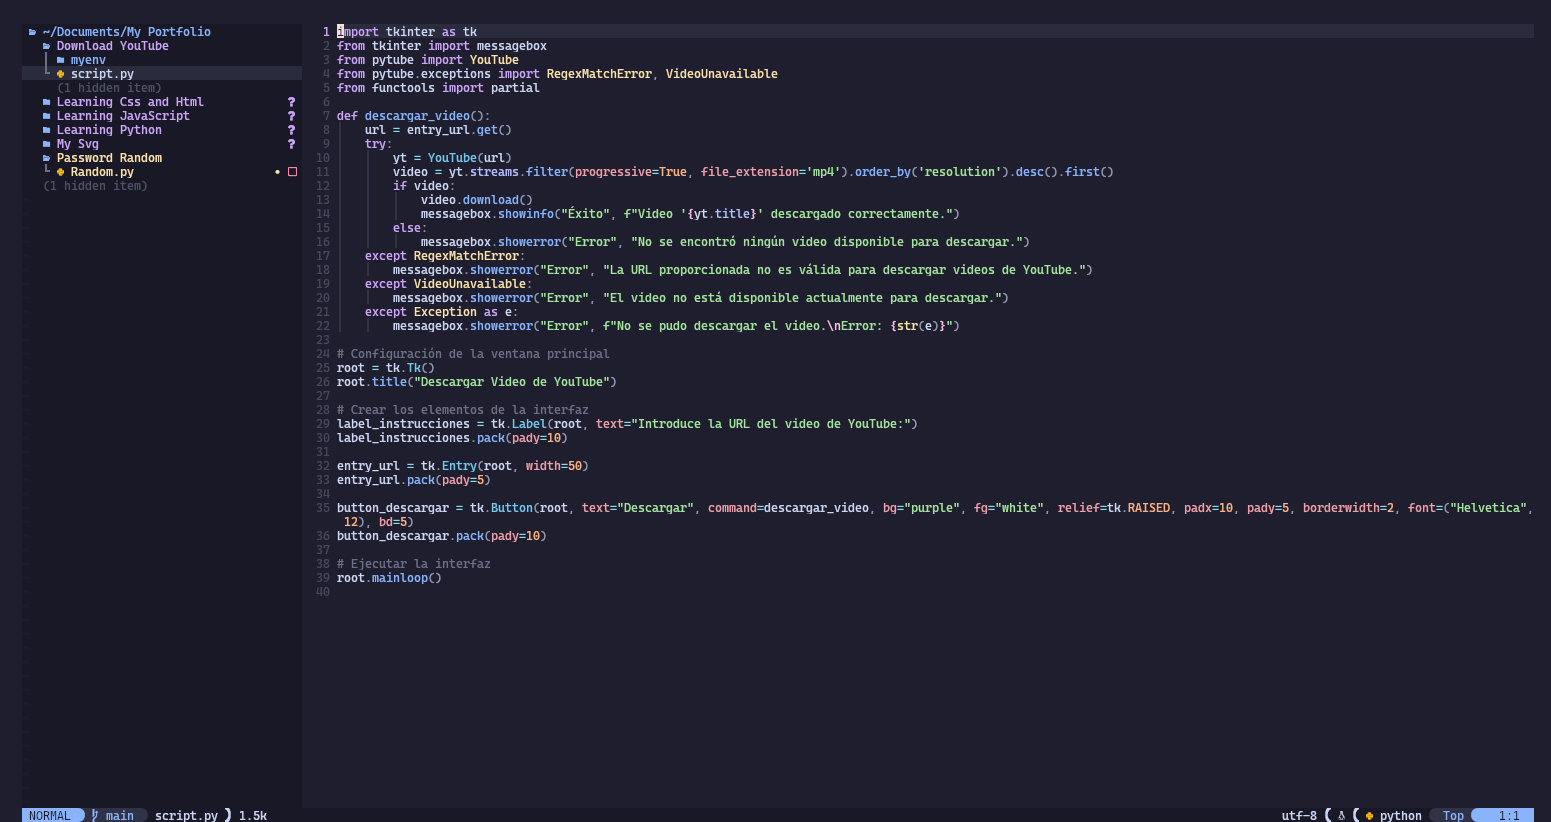 ~/Documents/My Portfolio
Download YouTube
myenv
script.py
(1 hidden item)
Learning Css and Html ?
Learning JavaScript ?
Learning Python ?
My Svg ?
Password Random
Random.py
(1 hidden item)
1 import tkinter as tk
2 from tkinter import messagebox
3 from pytube import YouTube
4 from pytube.exceptions import RegexMatchError, VideoUnavailable
5 from functools import partial
6
7 def descargar_video():
8     url = entry_url.get()
9     try:
10         yt = YouTube(url)
11         video = yt.streams.filter(progressive=True, file_extension='mp4').order_by('resolution').desc().first()
12         if video:
13             video.download()
14             messagebox.showinfo("Éxito", f"Video '{yt.title}' descargado correctamente.")
15         else:
16             messagebox.showerror("Error", "No se encontró ningún video disponible para descargar.")
17     except RegexMatchError:
18         messagebox.showerror("Error", "La URL proporcionada no es válida para descargar videos de YouTube.")
19     except VideoUnavailable:
20         messagebox.showerror("Error", "El video no está disponible actualmente para descargar.")
21     except Exception as e:
22         messagebox.showerror("Error", f"No se pudo descargar el video.\nError: {str(e)}")
23
24 # Configuración de la ventana principal
25 root = tk.Tk()
26 root.title("Descargar Video de YouTube")
27
28 # Crear los elementos de la interfaz
29 label_instrucciones = tk.Label(root, text="Introduce la URL del video de YouTube:")
30 label_instrucciones.pack(pady=10)
31
32 entry_url = tk.Entry(root, width=50)
33 entry_url.pack(pady=5)
34
35 button_descargar = tk.Button(root, text="Descargar", command=descargar_video, bg="purple", fg="white", relief=tk.RAISED, padx=10, pady=5, borderwidth=2, font=("Helvetica",
12), bd=5)
36 button_descargar.pack(pady=10)
37
38 # Ejecutar la interfaz
39 root.mainloop()
40
NORMAL main script.py 1.5k utf-8 python Top 1:1